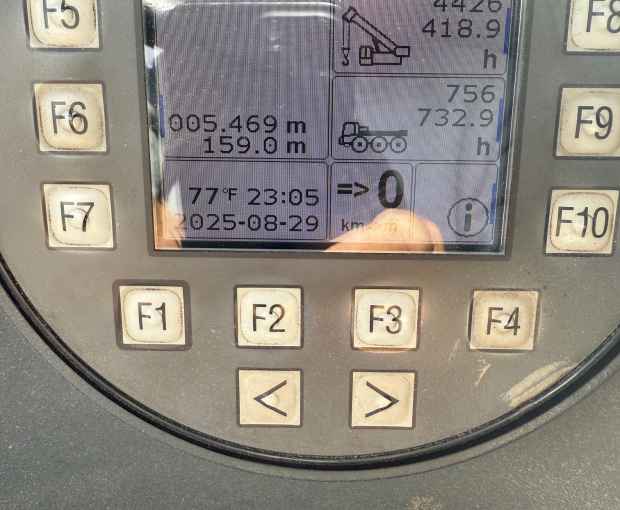 F5
4426
418.9
h
F8
F6
005.469 m
159.0 m
756
732.9
h
F9
F7
77°F 23:05
2025-08-29
=>0
i
F10
F1
F2
F3
F4
<
>